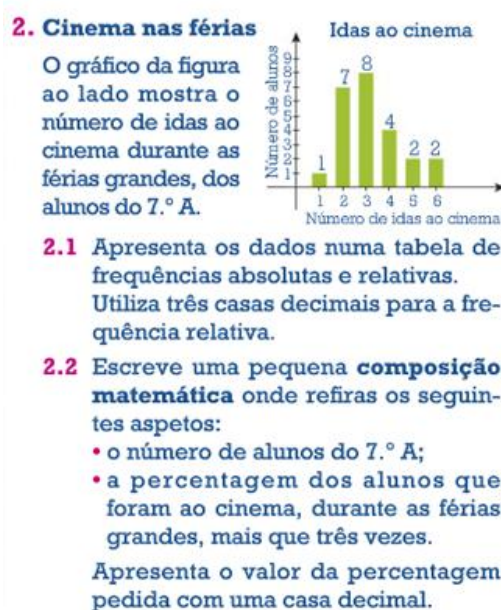 2. Cinema nas férias
O gráfico da figura
ao lado mostra o
número de idas ao
cinema durante as
férias grandes, dos
alunos do 7.º A.
Idas ao cinema
Número de alunos
9
8
7
6
5
4
3
2
1
1
7
8
4
2
2
1 2 3 4 5 6
Número de idas ao cinema
2.1 Apresenta os dados numa tabela de
frequências absolutas e relativas.
Utiliza três casas decimais para a fre-
quência relativa.
2.2 Escreve uma pequena composição
matemática onde refiras os seguin-
tes aspetos:
• o número de alunos do 7.º A;
• a percentagem dos alunos que
foram ao cinema, durante as férias
grandes, mais que três vezes.
Apresenta o valor da percentagem
pedida com uma casa decimal.